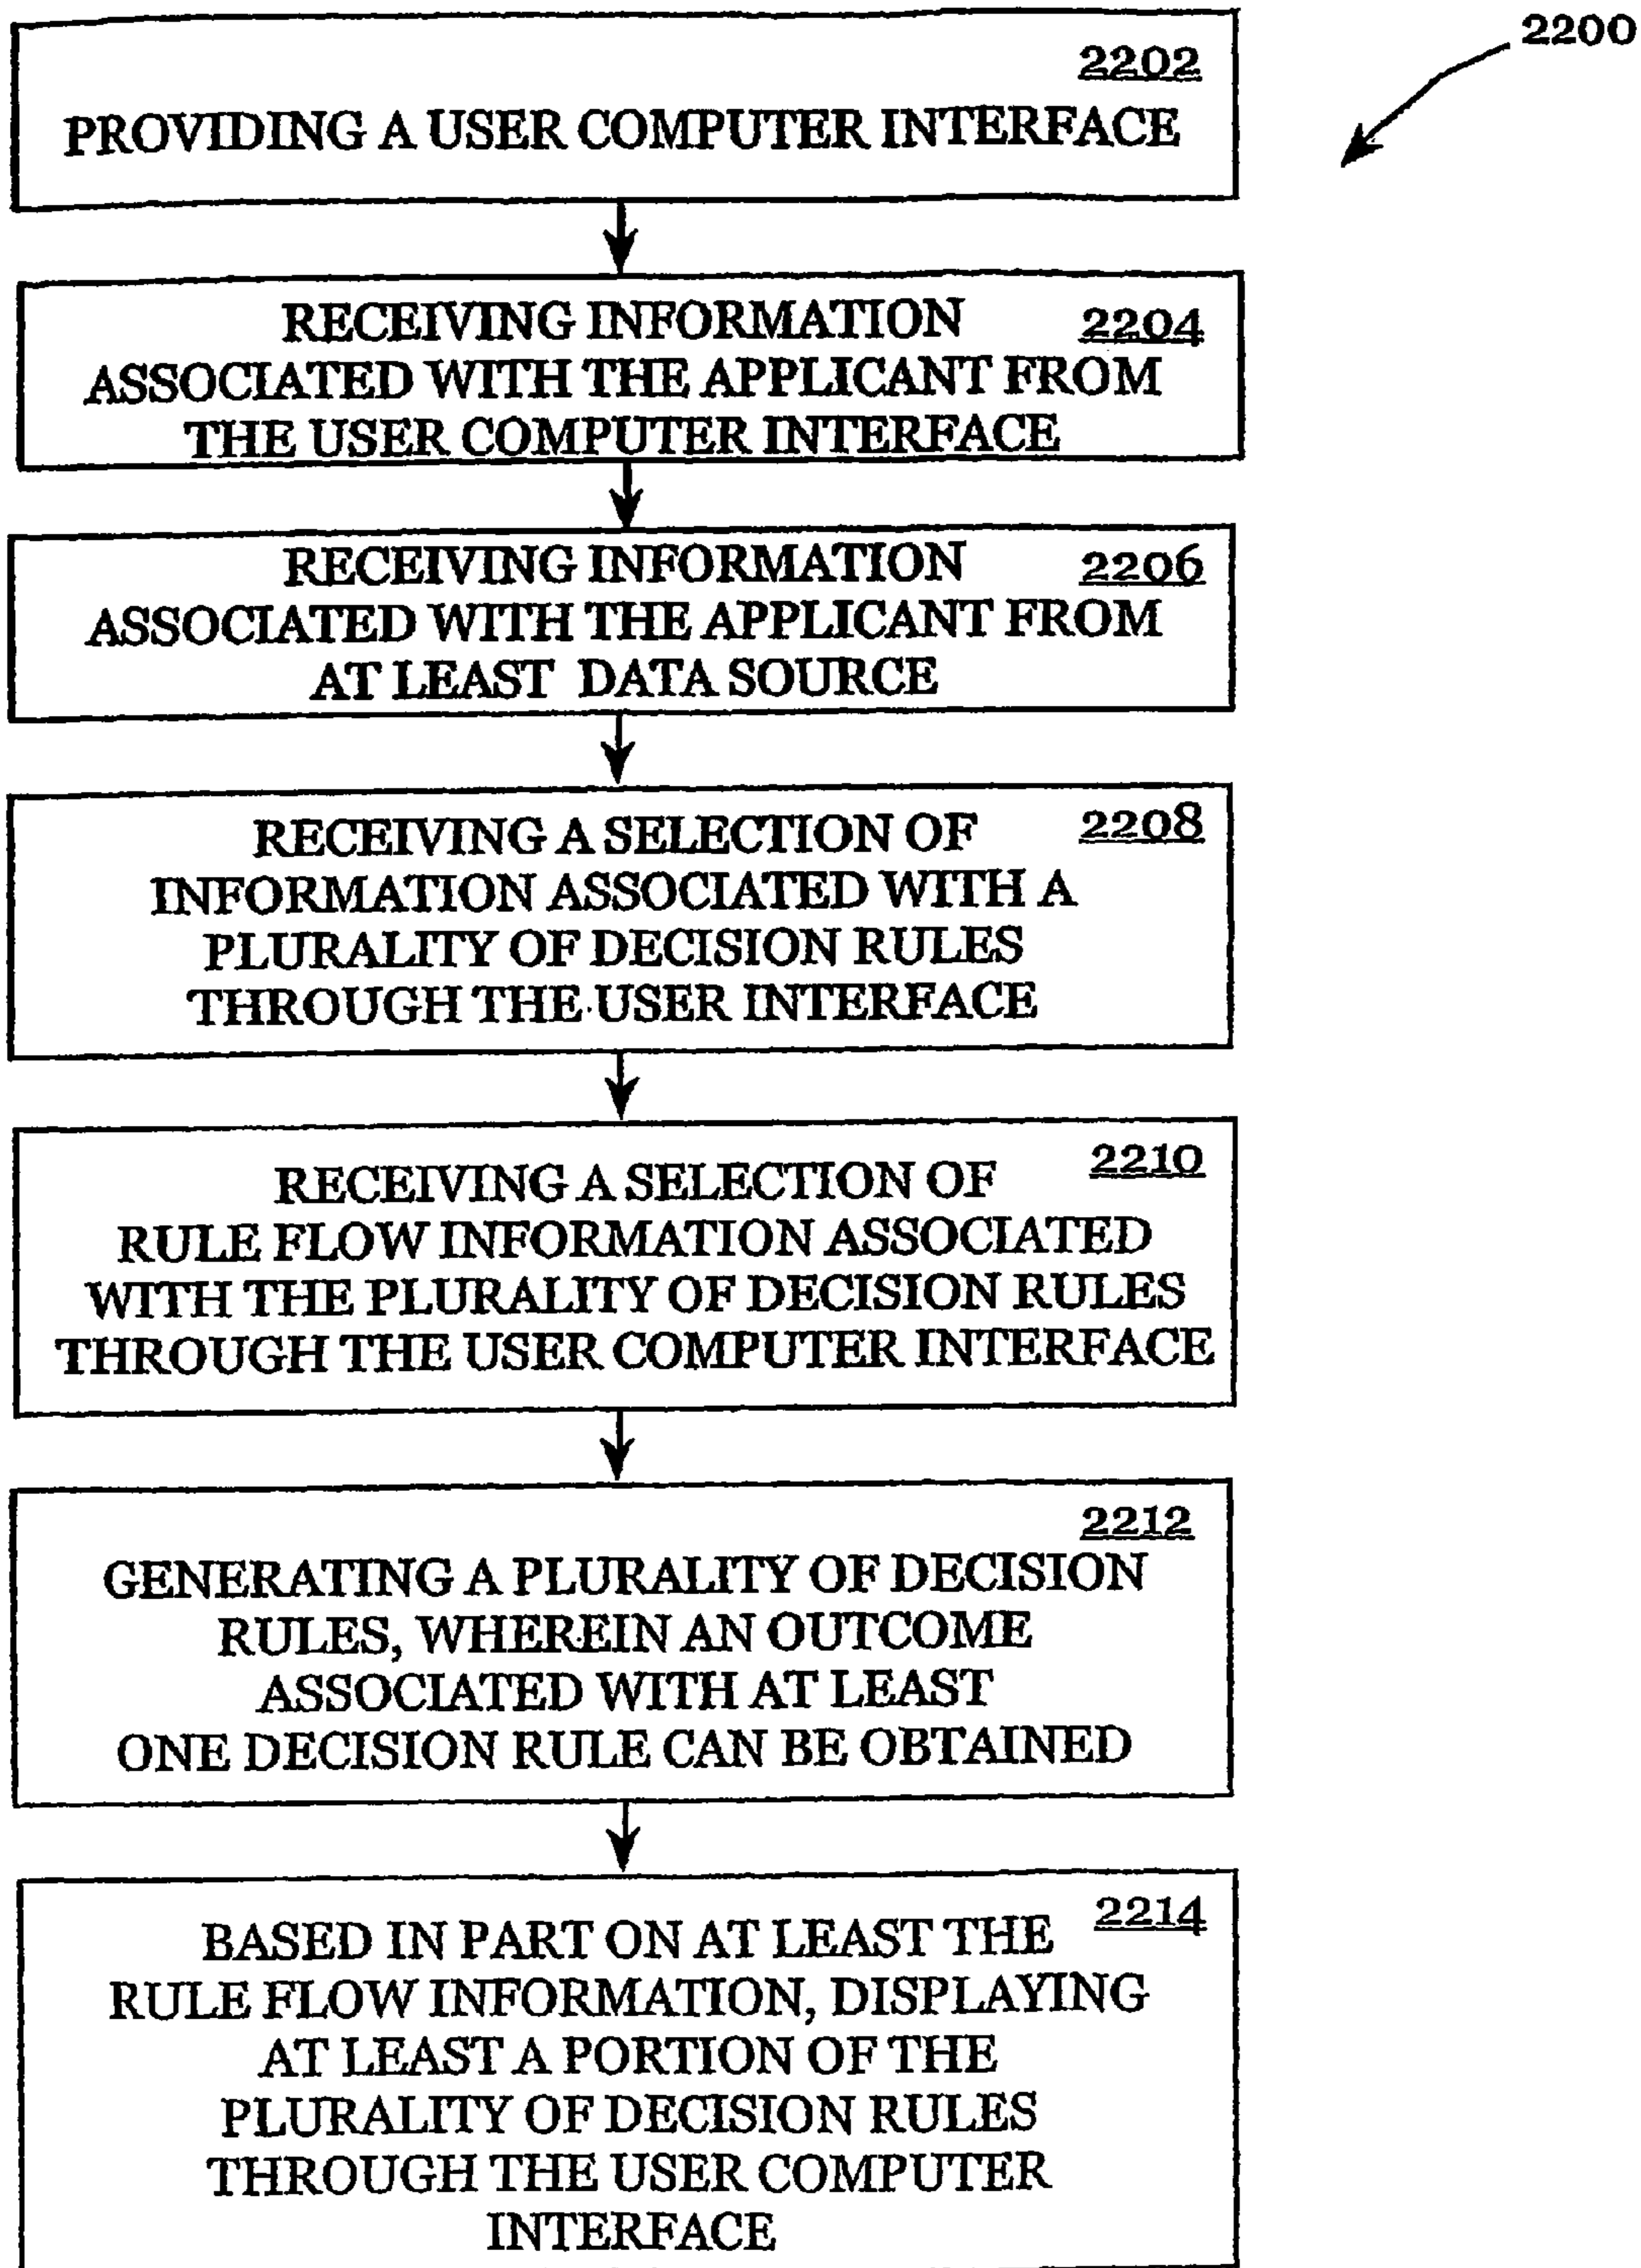 2200
2202
PROVIDING A USER COMPUTER INTERFACE
RECEIVING INFORMATION 2204
ASSOCIATED WITH THE APPLICANT FROM
THE USER COMPUTER INTERFACE
RECEIVING INFORMATION 2206
ASSOCIATED WITH THE APPLICANT FROM
AT LEAST DATA SOURCE
RECEIVING A SELECTION OF 2208
INFORMATION ASSOCIATED WITH A
PLURALITY OF DECISION RULES
THROUGH THE USER INTERFACE
2210
RECEIVING A SELECTION OF
RULE FLOW INFORMATION ASSOCIATED
WITH THE PLURALITY OF DECISION RULES
THROUGH THE USER COMPUTER INTERFACE
2212
GENERATING A PLURALITY OF DECISION
RULES, WHEREIN AN OUTCOME
ASSOCIATED WITH AT LEAST
ONE DECISION RULE CAN BE OBTAINED
2214
BASED IN PART ON AT LEAST THE
RULE FLOW INFORMATION, DISPLAYING
AT LEAST A PORTION OF THE
PLURALITY OF DECISION RULES
THROUGH THE USER COMPUTER
INTERFACE